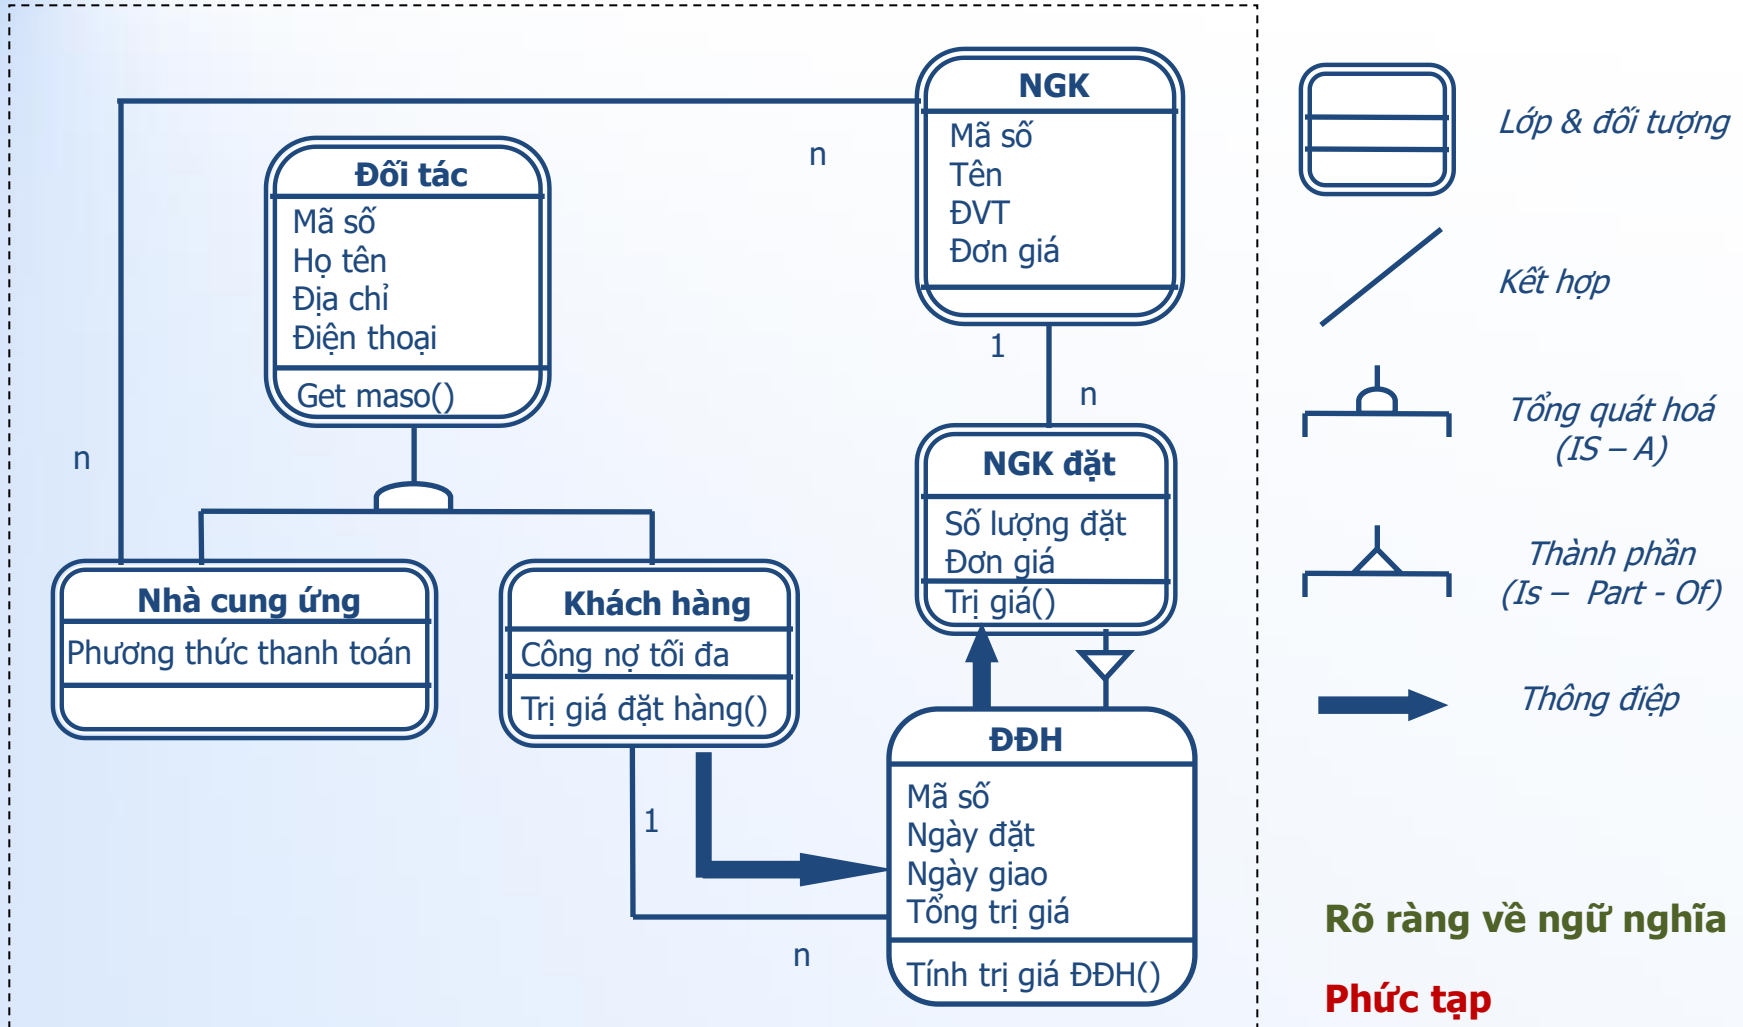 NGK
Mã số
Tên
ĐVT
Đơn giá
n
Đối tác
Mã số
Họ tên
Địa chỉ
Điện thoại
Get maso()
n
1
n
NGK đặt
Số lượng đặt
Đơn giá
Trị giá()
Nhà cung ứng
Phương thức thanh toán
Khách hàng
Công nợ tối đa
Trị giá đặt hàng()
ĐĐH
Mã số
Ngày đặt
Ngày giao
Tổng trị giá
Tính trị giá ĐĐH()
1
n
Lớp & đối tượng
Kết hợp
Tổng quát hoá
(IS – A)
Thành phần
(Is – Part - Of)
Thông điệp
Rõ ràng về ngữ nghĩa
Phức tạp